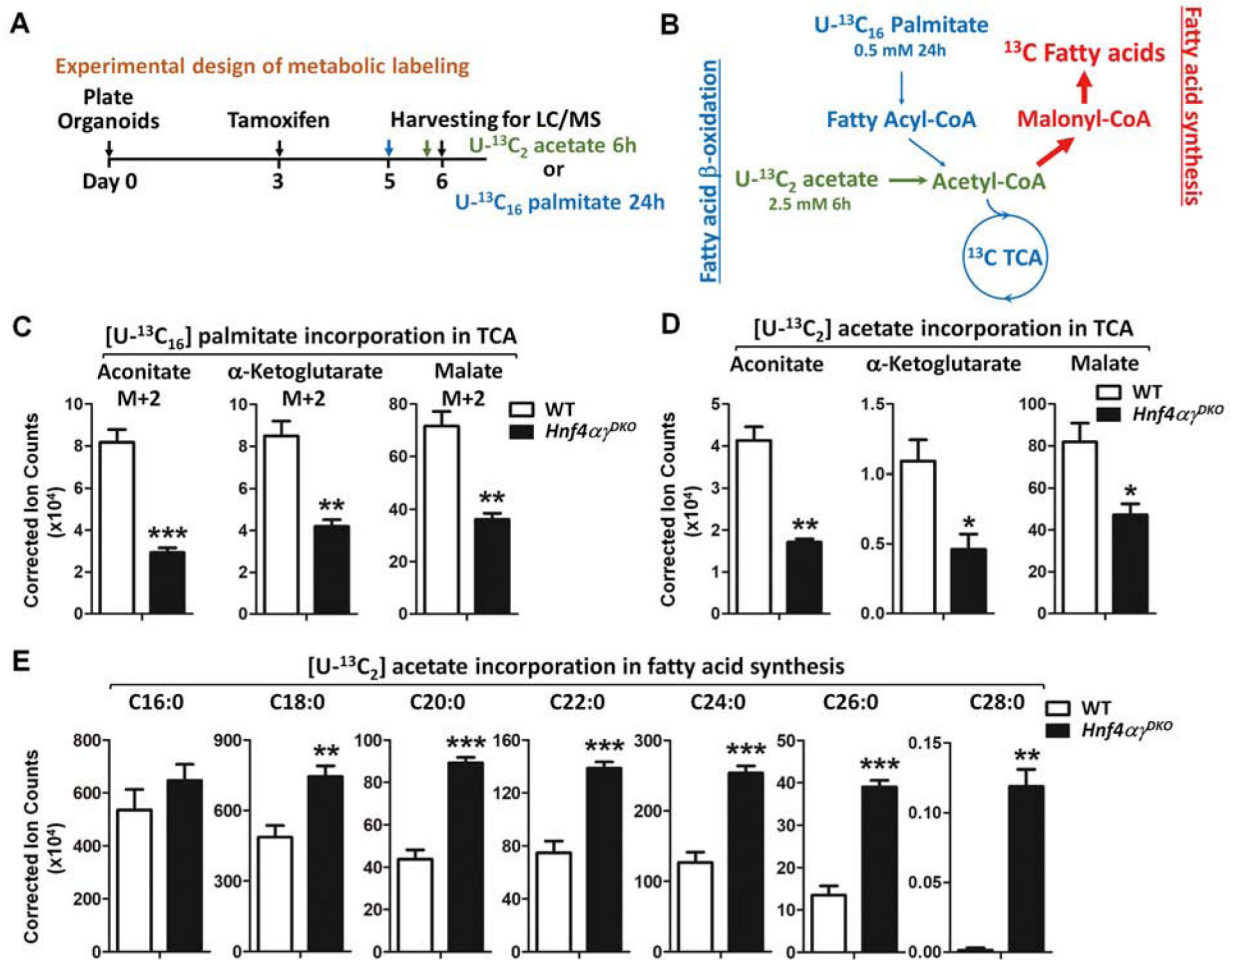 A
Experimental design of metabolic labeling
Plate
Organoids
Tamoxifen
Harvesting for LC/MS
U-¹³C₂ acetate 6h
or
Day 0
3
5
6
U-¹³C₁₆ palmitate 24h
B
U-¹³C₁₆ Palmitate
0.5 mM 24h
¹³C Fatty acids
Fatty Acyl-CoA
Malonyl-CoA
U-¹³C₂ acetate
2.5 mM 6h
Acetyl-CoA
¹³C TCA
Fatty acid β-oxidation
Fatty acid synthesis
C
[U-¹³C₁₆] palmitate incorporation in TCA
Aconitate
M+2
α-Ketoglutarate
M+2
Malate
M+2
WT
Hnf4αγᴰᴷᴼ
Corrected Ion Counts
(x10⁴)
10
8
6
4
2
0
***
10
8
6
4
2
0
**
80
60
40
20
0
**
D
[U-¹³C₂] acetate incorporation in TCA
Aconitate
α-Ketoglutarate
Malate
WT
Hnf4αγᴰᴷᴼ
Corrected Ion Counts
(x10⁴)
5
4
3
2
1
0
**
1.5
1.0
0.5
0.0
*
100
80
60
40
20
0
*
E
[U-¹³C₂] acetate incorporation in fatty acid synthesis
C16:0
C18:0
C20:0
C22:0
C24:0
C26:0
C28:0
WT
Hnf4αγᴰᴷᴼ
Corrected Ion Counts
(x10⁴)
800
600
400
200
0
900
600
300
0
**
100
80
60
40
20
0
***
160
120
80
40
0
***
300
200
100
0
***
50
40
30
20
10
0
***
0.15
0.10
0.05
0.00
**